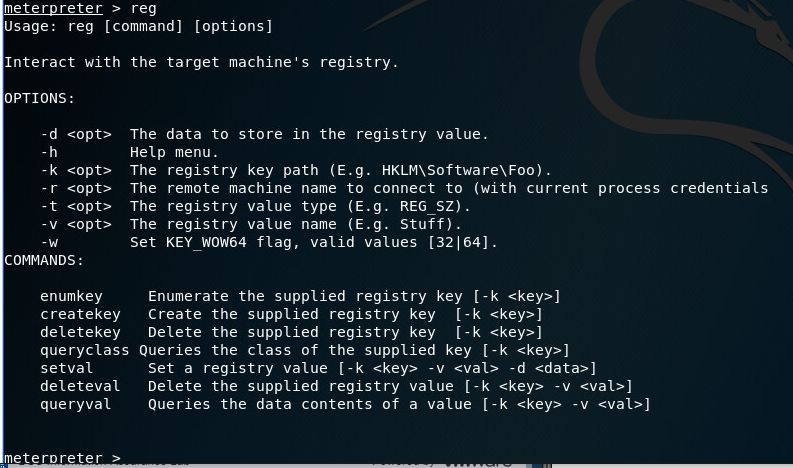 meterpreter > reg
Usage: reg [command] [options]
Interact with the target machine's registry.
OPTIONS:
-d <opt>  The data to store in the registry value.
-h        Help menu.
-k <opt>  The registry key path (E.g. HKLM\Software\Foo).
-r <opt>  The remote machine name to connect to (with current process credentials
-t <opt>  The registry value type (E.g. REG_SZ).
-v <opt>  The registry value name (E.g. Stuff).
-w        Set KEY_WOW64 flag, valid values [32|64].
COMMANDS:
enumkey    Enumerate the supplied registry key [-k <key>]
createkey  Create the supplied registry key  [-k <key>]
deletekey  Delete the supplied registry key  [-k <key>]
queryclass Queries the class of the supplied key [-k <key>]
setval     Set a registry value [-k <key> -v <val> -d <data>]
deleteval  Delete the supplied registry value [-k <key> -v <val>]
queryval   Queries the data contents of a value [-k <key> -v <val>]
meterpreter >